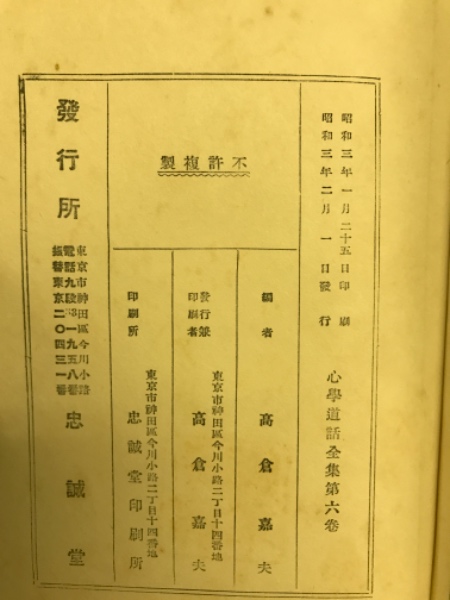 昭和三年一月二十五日印刷
昭和三年二月一日發行
心學道話全集第六卷
不許複製
編者 高倉嘉夫
東京市神田區今川小路二丁目十四番地
發行兼印刷者 高倉嘉夫
東京市神田區今川小路二丁目十四番地
印刷所 忠誠堂印刷所
發行所
東京市神田區今川小路
電話九段一九五八番
振替東京二〇四三一番
忠誠堂